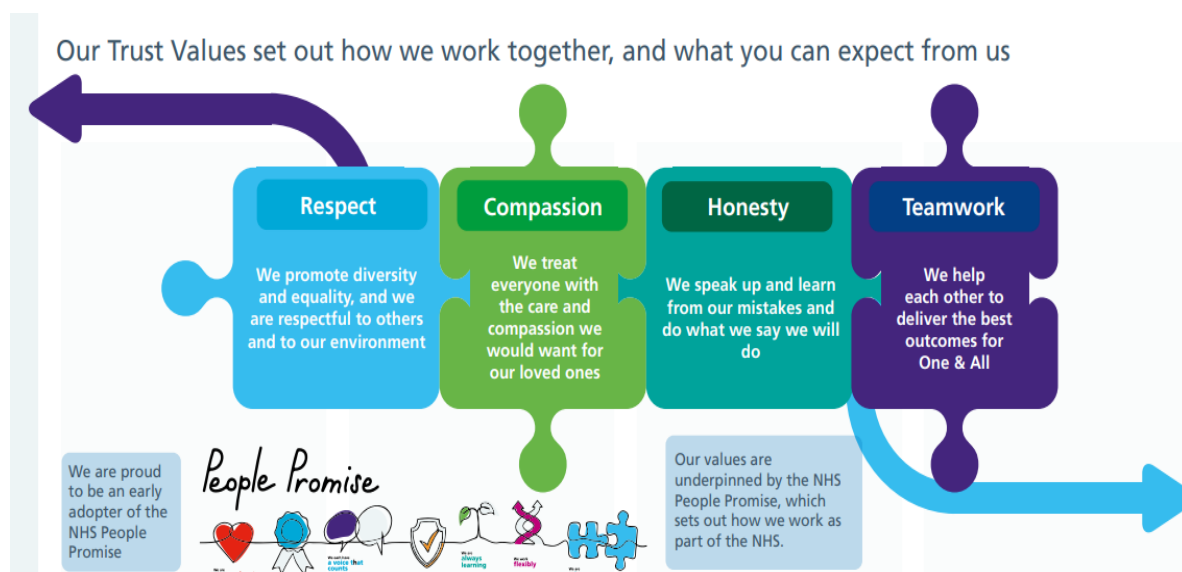 Our Trust Values set out how we work together, and what you can expect from us
Respect
We promote diversity
and equality, and we
are respectful to others
and to our environment
Compassion
We treat
everyone with
the care and
compassion we
would want for
our loved ones
Honesty
We speak up and learn
from our mistakes and
do what we say we will
do
Teamwork
We help
each other to
deliver the best
outcomes for
One & All
We are proud
to be an early
adopter of the
NHS People
Promise
People Promise
a voice that
counts
We are
always
learning
We work
flexibly
We are
Our values are
underpinned by the NHS
People Promise, which
sets out how we work as
part of the NHS.